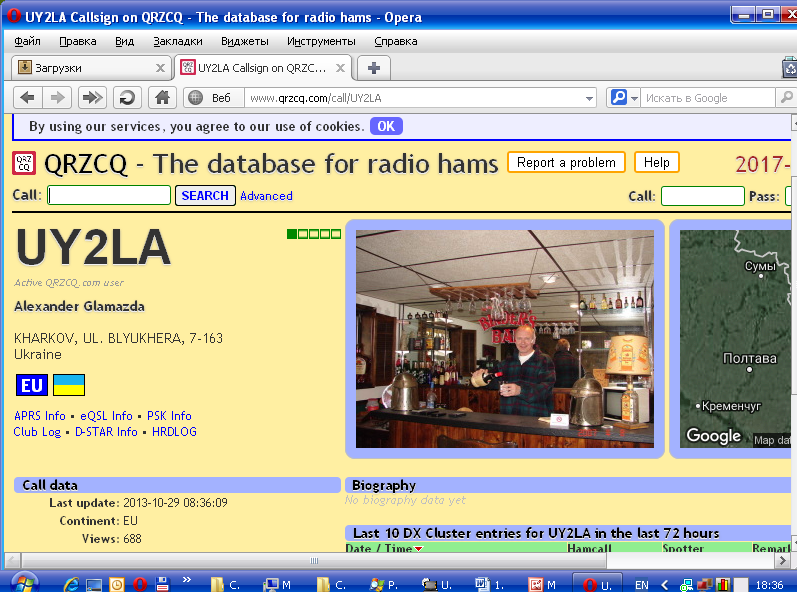 UY2LA Callsign on QRZCQ - The database for radio hams - Opera
Файл Правка Вид Закладки Виджеты Инструменты Справка
Загрузки
UY2LA Callsign on QRZC...
Веб www.qrzcq.com/call/UY2LA
Искать в Google
By using our services, you agree to our use of cookies. OK
QRZ
CQ
QRZCQ - The database for radio hams Report a problem Help 2017-
Call: SEARCH Advanced Call: Pass:
UY2LA
Active QRZCQ.com user
Alexander Glamazda
KHARKOV, UL. BLYUKHERA, 7-163
Ukraine
EU
APRS Info • eQSL Info • PSK Info
Club Log • D-STAR Info • HRDLOG
Сумы
Полтава
Кременчуг
Google Map dat
Call data
Last update: 2013-10-29 08:36:09
Continent: EU
Views: 688
Biography
No biography data yet
Last 10 DX Cluster entries for UY2LA in the last 72 hours
Date / Time Hamcall Spotter Remark
C. M C. P. U. 1. M U. EN 18:36